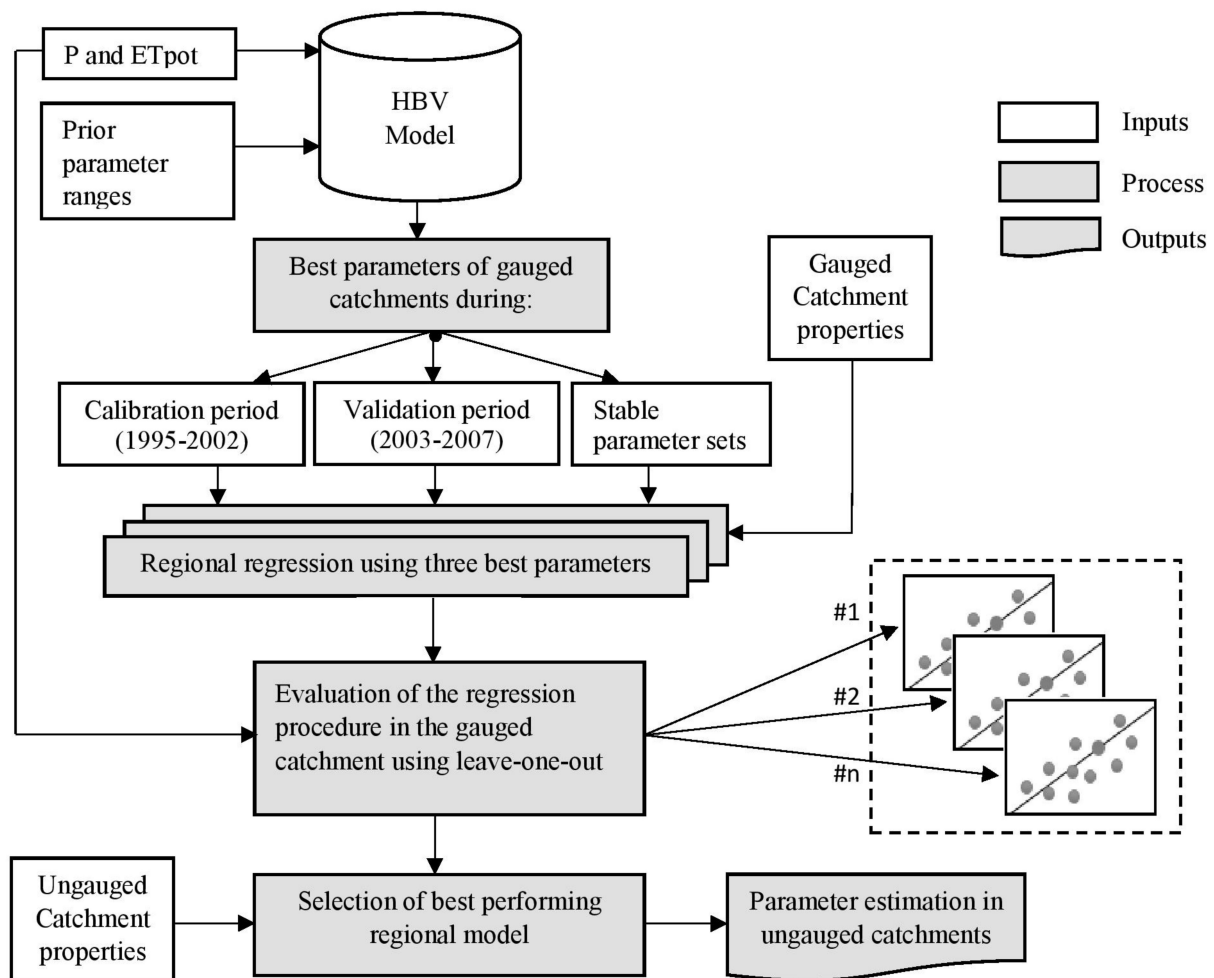 P and ETpot
HBV
Model
Prior
parameter
ranges
Inputs
Process
Outputs
Best parameters of gauged
catchments during:
Gauged
Catchment
properties
Calibration period
(1995-2002)
Validation period
(2003-2007)
Stable
parameter sets
Regional regression using three best parameters
#1
#2
#n
Evaluation of the regression
procedure in the gauged
catchment using leave-one-out
Ungauged
Catchment
properties
Selection of best performing
regional model
Parameter estimation in
ungauged catchments